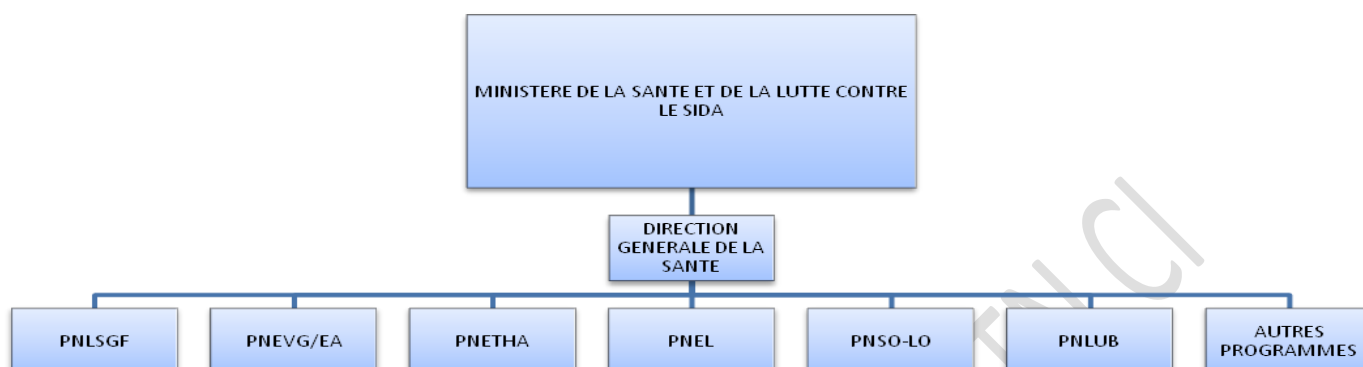 MINISTERE DE LA SANTE ET DE LA LUTTE CONTRE
LE SIDA
DIRECTION
GENERALE DE LA
SANTE
PNLSGF
PNEVG/EA
PNETHA
PNEL
PNSO-LO
PNLUB
AUTRES
PROGRAMMES
CI